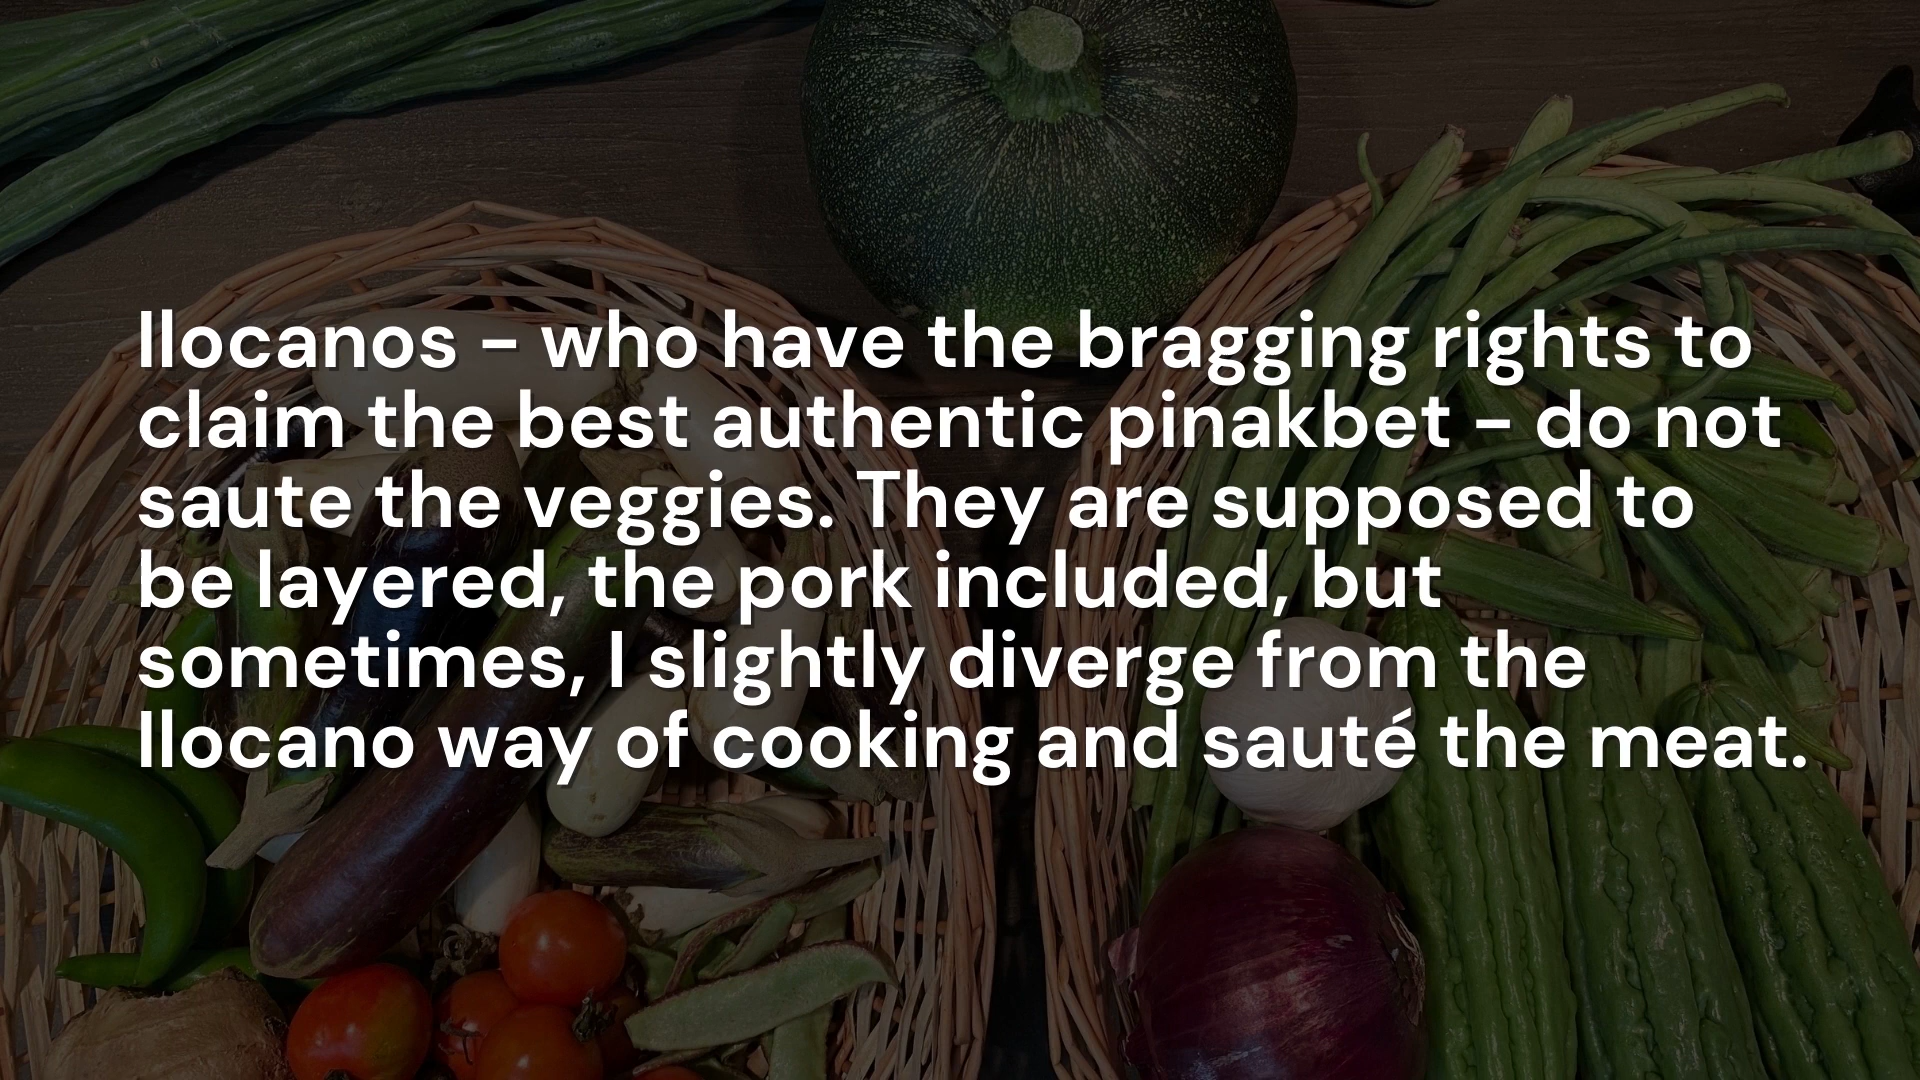 Ilocanos – who have the bragging rights to
claim the best authentic pinakbet – do not
saute the veggies. They are supposed to
be layered, the pork included, but
sometimes, I slightly diverge from the
Ilocano way of cooking and sauté the meat.